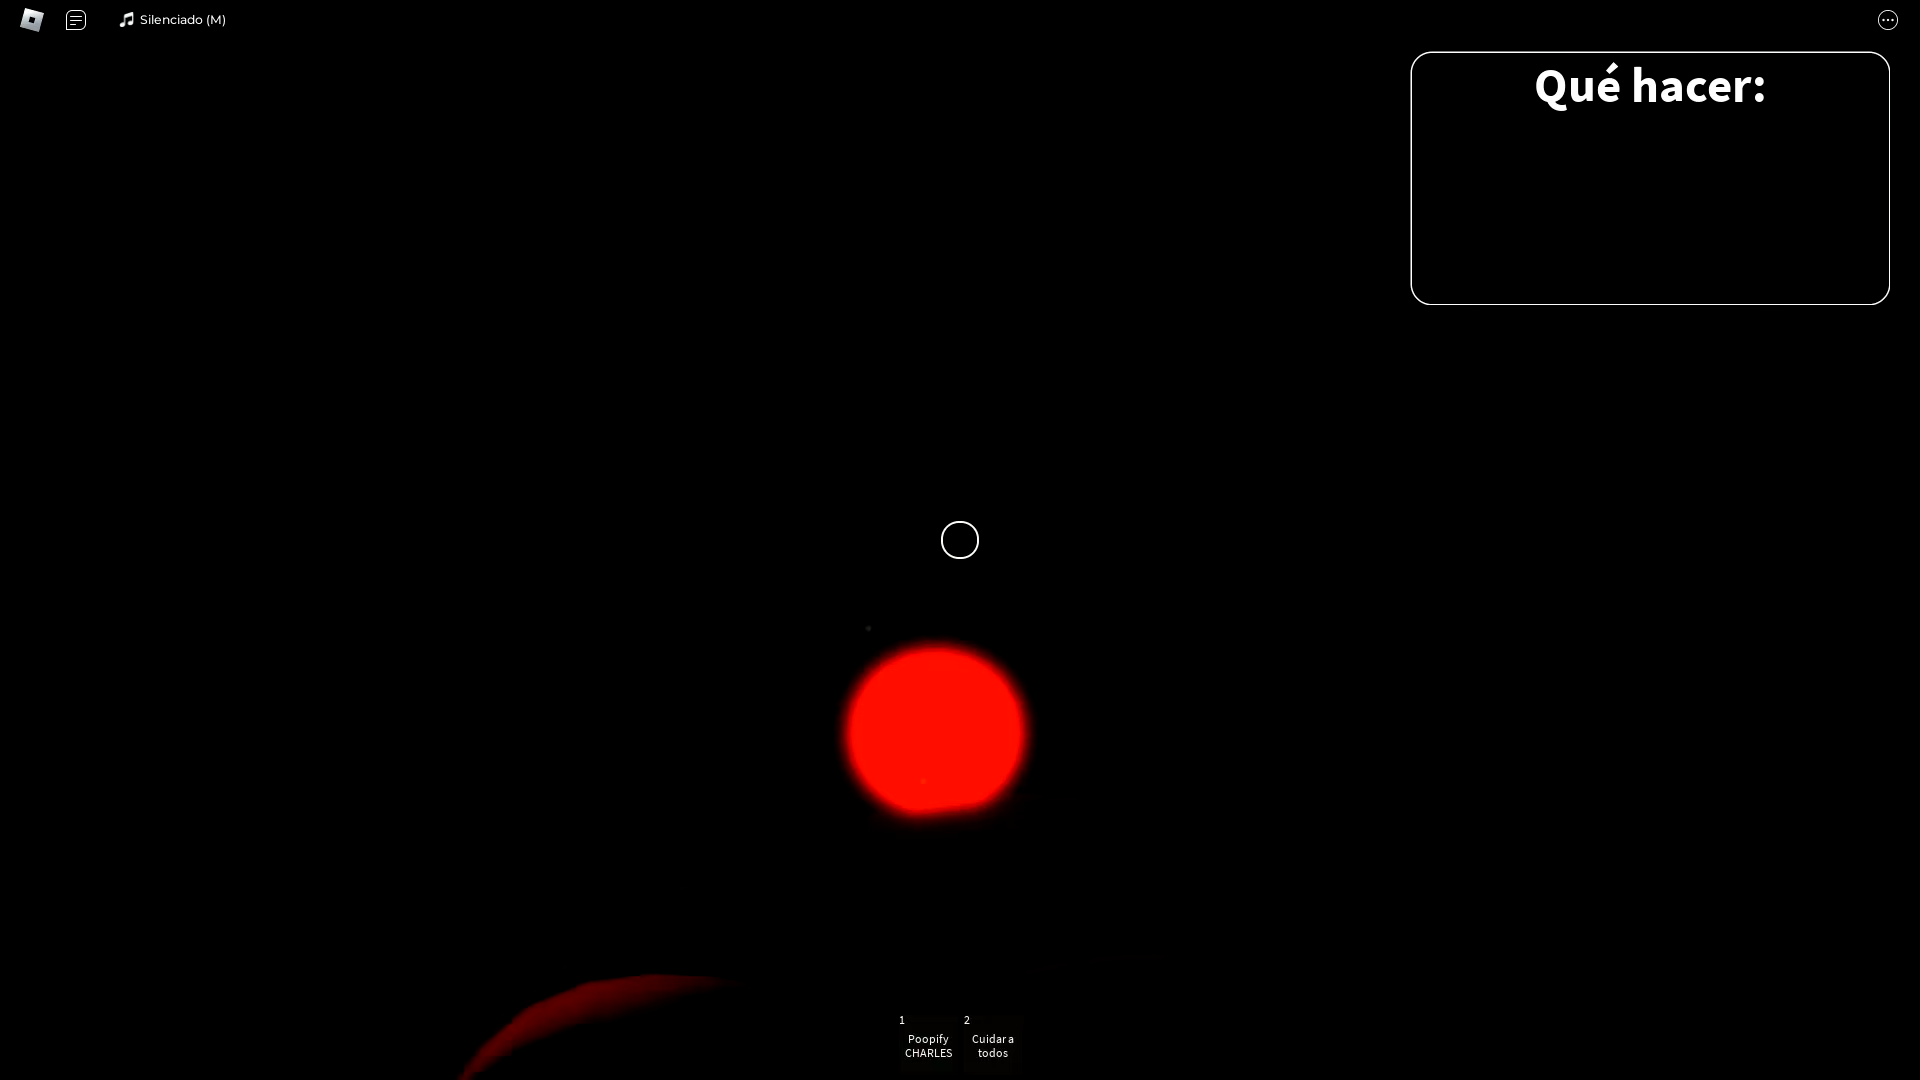 Silenciado (M)
Qué hacer:
1
Poopify
CHARLES
2
Cuidar a
todos